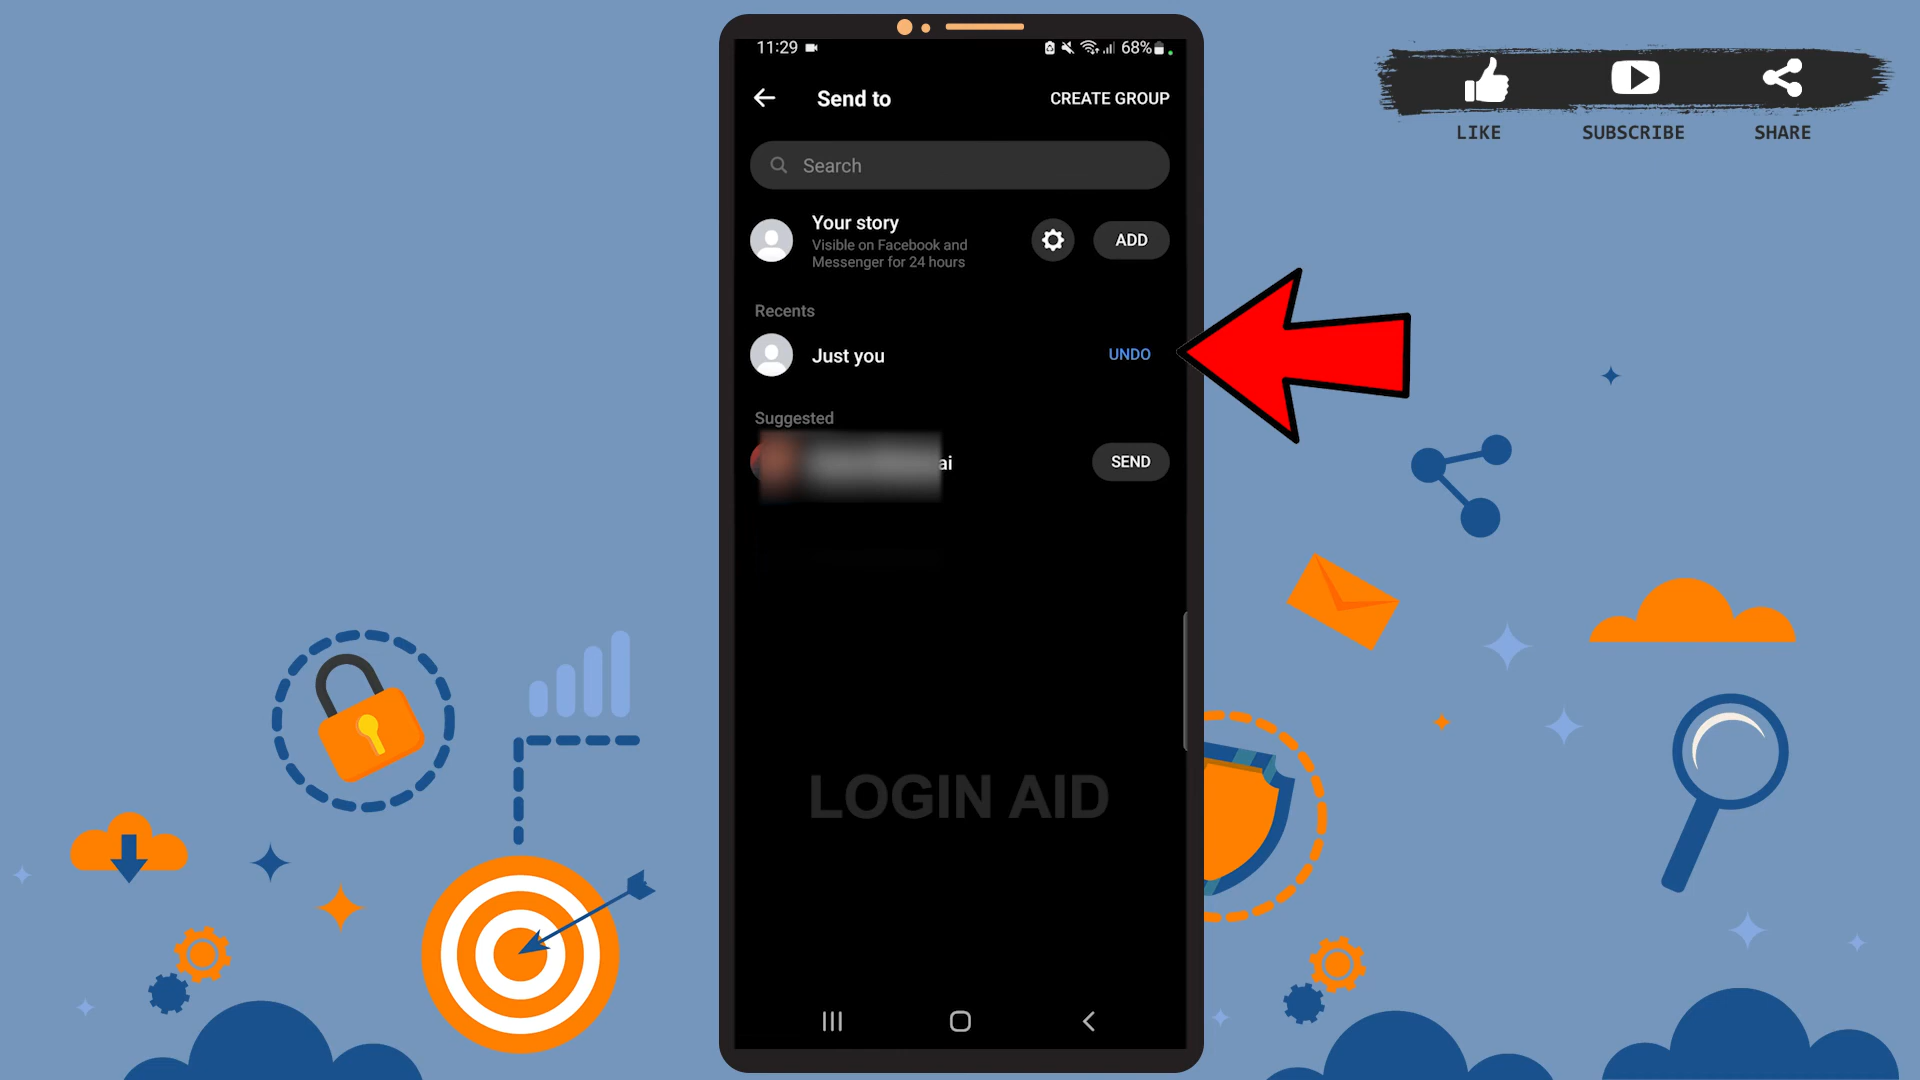 11:29
68%
Send to
CREATE GROUP
Search
Your story
Visible on Facebook and
Messenger for 24 hours
ADD
Recents
Just you
UNDO
Suggested
ai
SEND
LOGIN AID
LIKE
SUBSCRIBE
SHARE